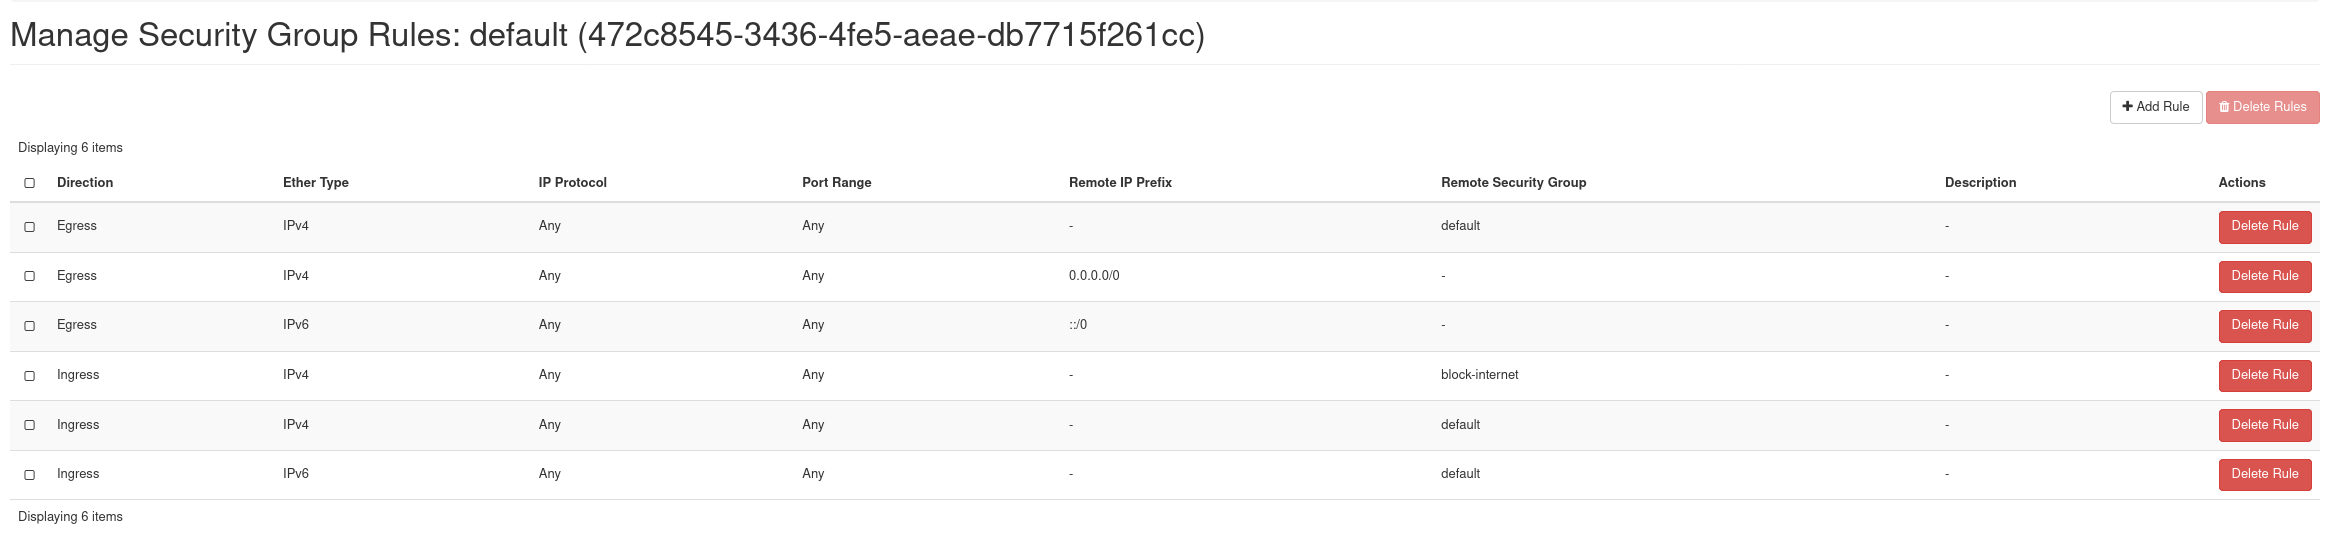 Manage Security Group Rules: default (472c8545-3436-4fe5-aeae-db7715f261cc)
Add Rule Delete Rules
Displaying 6 items
Direction Ether Type IP Protocol Port Range Remote IP Prefix Remote Security Group Description Actions
Egress IPv4 Any Any - default - Delete Rule
Egress IPv4 Any Any 0.0.0.0/0 - - Delete Rule
Egress IPv6 Any Any ::/0 - - Delete Rule
Ingress IPv4 Any Any - block-internet - Delete Rule
Ingress IPv4 Any Any - default - Delete Rule
Ingress IPv6 Any Any - default - Delete Rule
Displaying 6 items